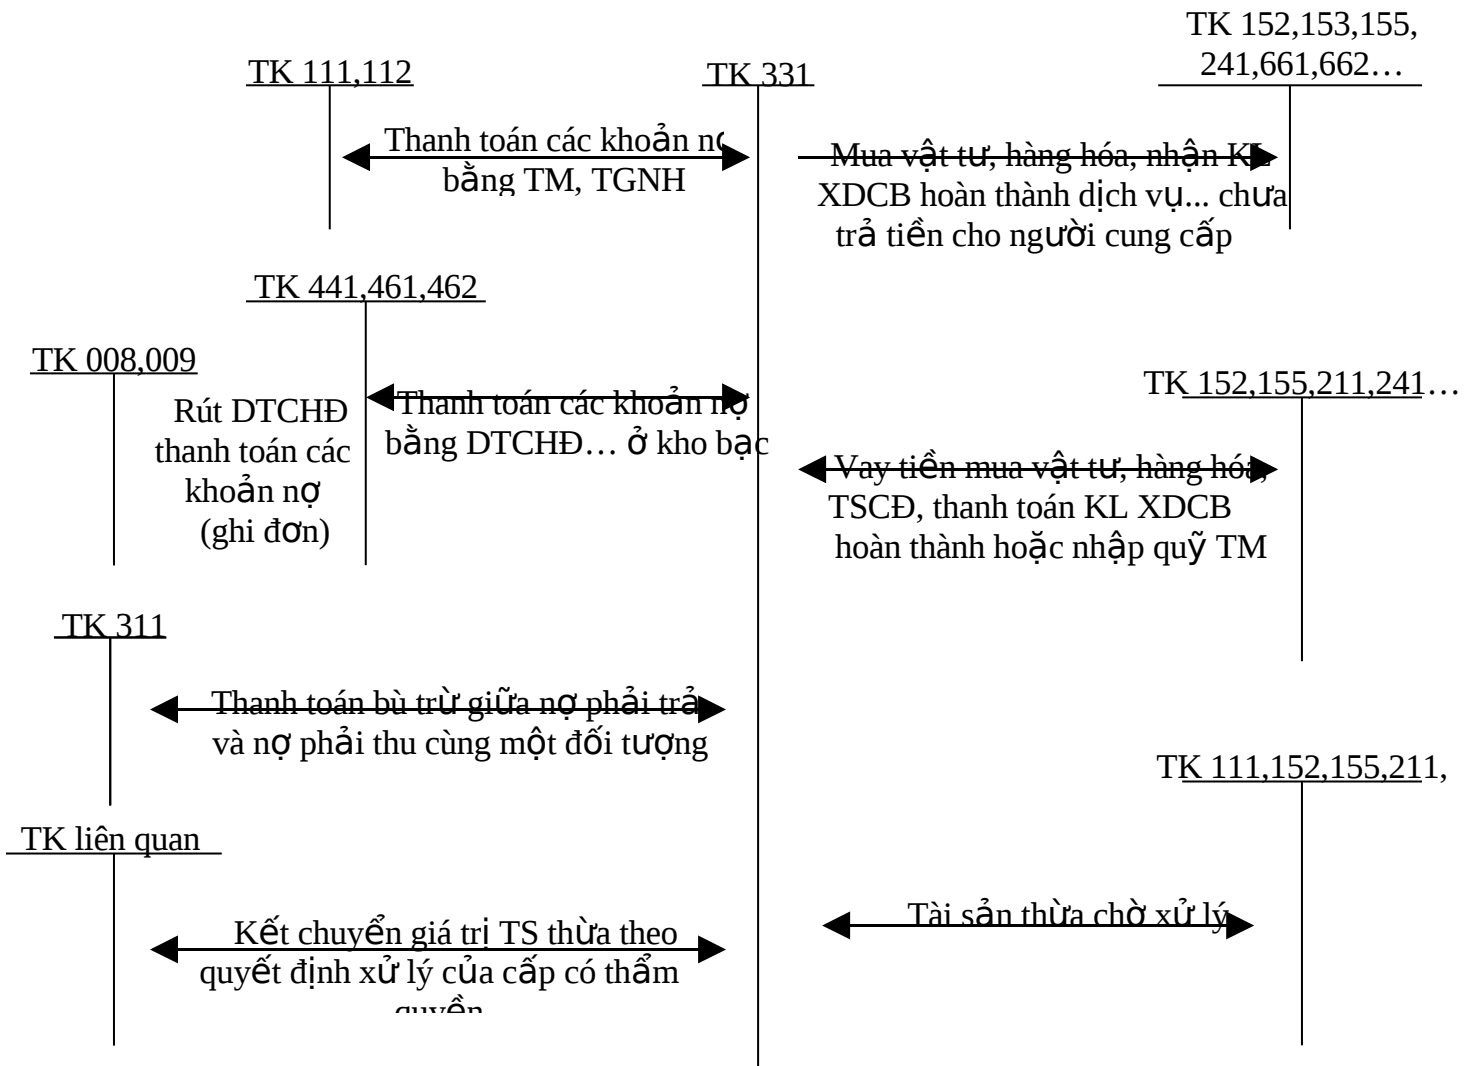 TK 152,153,155,
241,661,662…
TK 111,112
TK 331
Thanh toán các khoản nợ
bằng TM, TGNH
Mua vật tư, hàng hóa, nhận KL
XDCB hoàn thành dịch vụ... chưa
trả tiền cho người cung cấp
TK 441,461,462
TK 008,009
Rút DTCHĐ
thanh toán các
khoản nợ
(ghi đơn)
Thanh toán các khoản nợ
bằng DTCHĐ… ở kho bạc
TK 152,155,211,241…
Vay tiền mua vật tư, hàng hóa,
TSCĐ, thanh toán KL XDCB
hoàn thành hoặc nhập quỹ TM
TK 311
Thanh toán bù trừ giữa nợ phải trả
và nợ phải thu cùng một đối tượng
TK 111,152,155,211,
TK liên quan
Kết chuyển giá trị TS thừa theo
quyết định xử lý của cấp có thẩm
quyền
Tài sản thừa chờ xử lý